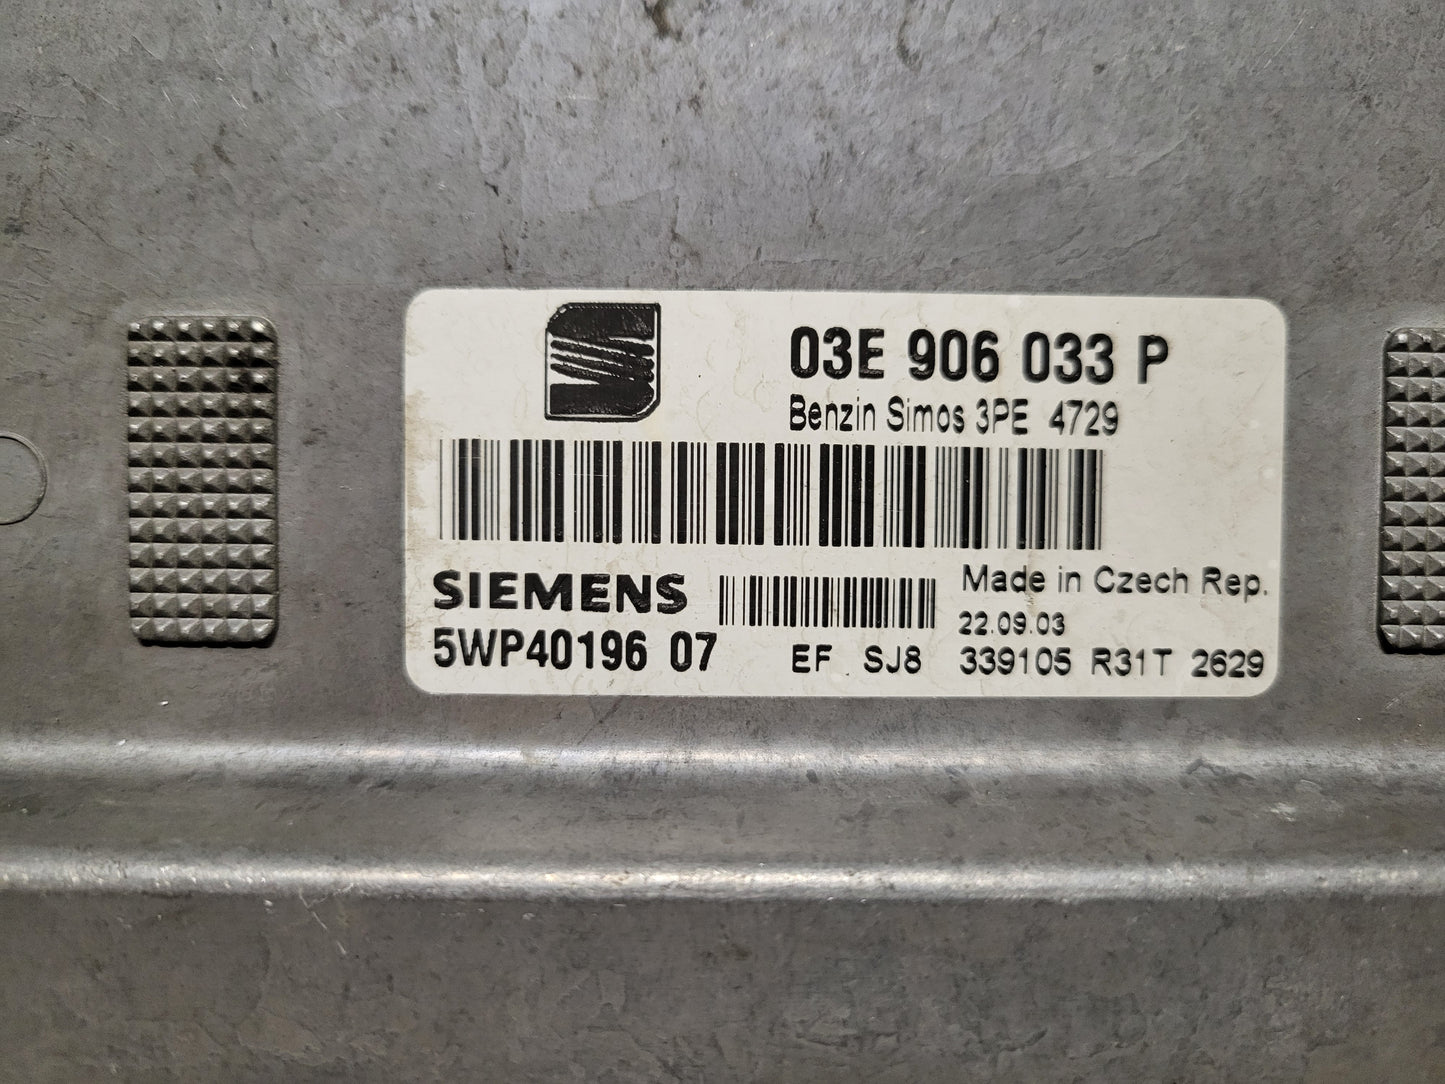 03E 906 033 P
Benzin Simos 3PE 4729
SIEMENS
Made in Czech Rep.
22.09.03
5WP40196 07
EF SJ8
339105 R31T 2629